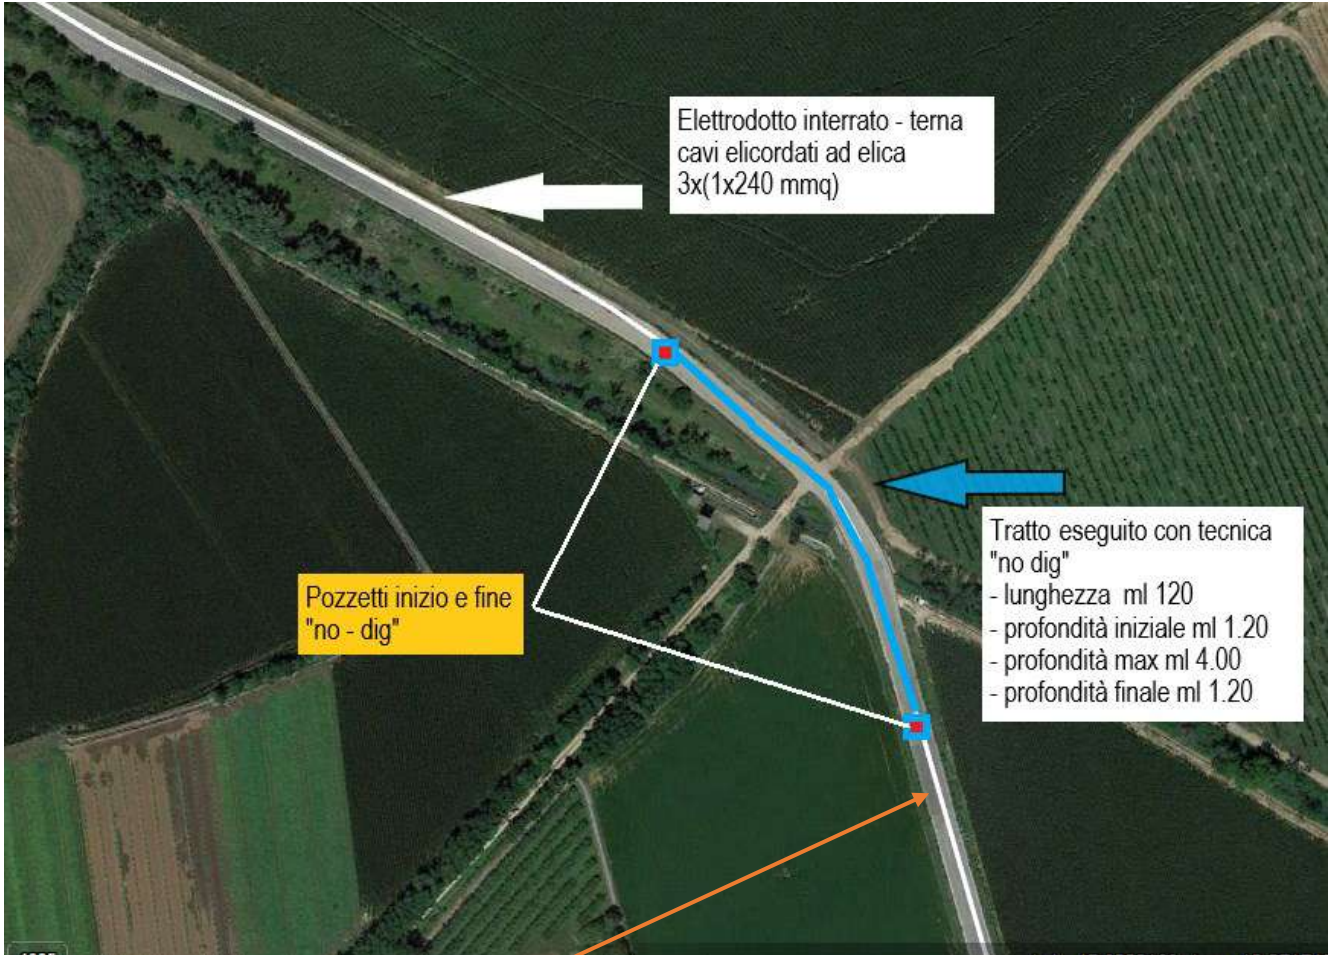 Elettrodotto interrato - terna
cavi elicordati ad elica
3x(1x240 mmq)
Tratto eseguito con tecnica
"no dig"
- lunghezza ml 120
- profondità iniziale ml 1.20
- profondità max ml 4.00
- profondità finale ml 1.20
Pozzetti inizio e fine
"no - dig"